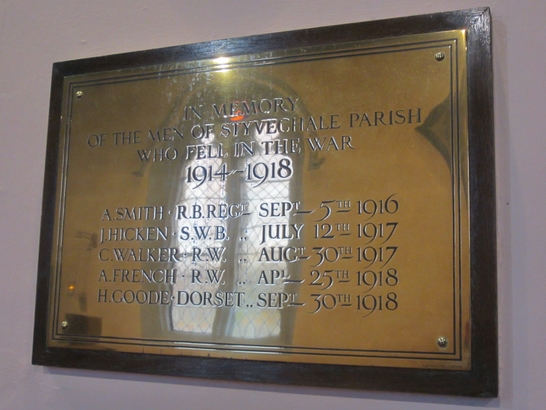 IN MEMORY
OF THE MEN OF STYVECHALE PARISH
WHO FELL IN THE WAR
1914-1918
A. SMITH · R.B. REGT SEPT 5TH 1916
J. HICKEN · S.W.B. ,, JULY 12TH 1917
C. WALKER · R.W. ,, AUGT 30TH 1917
A. FRENCH · R.W. ,, APL 25TH 1918
H. GOODE · DORSET ,, SEPT 30TH 1918